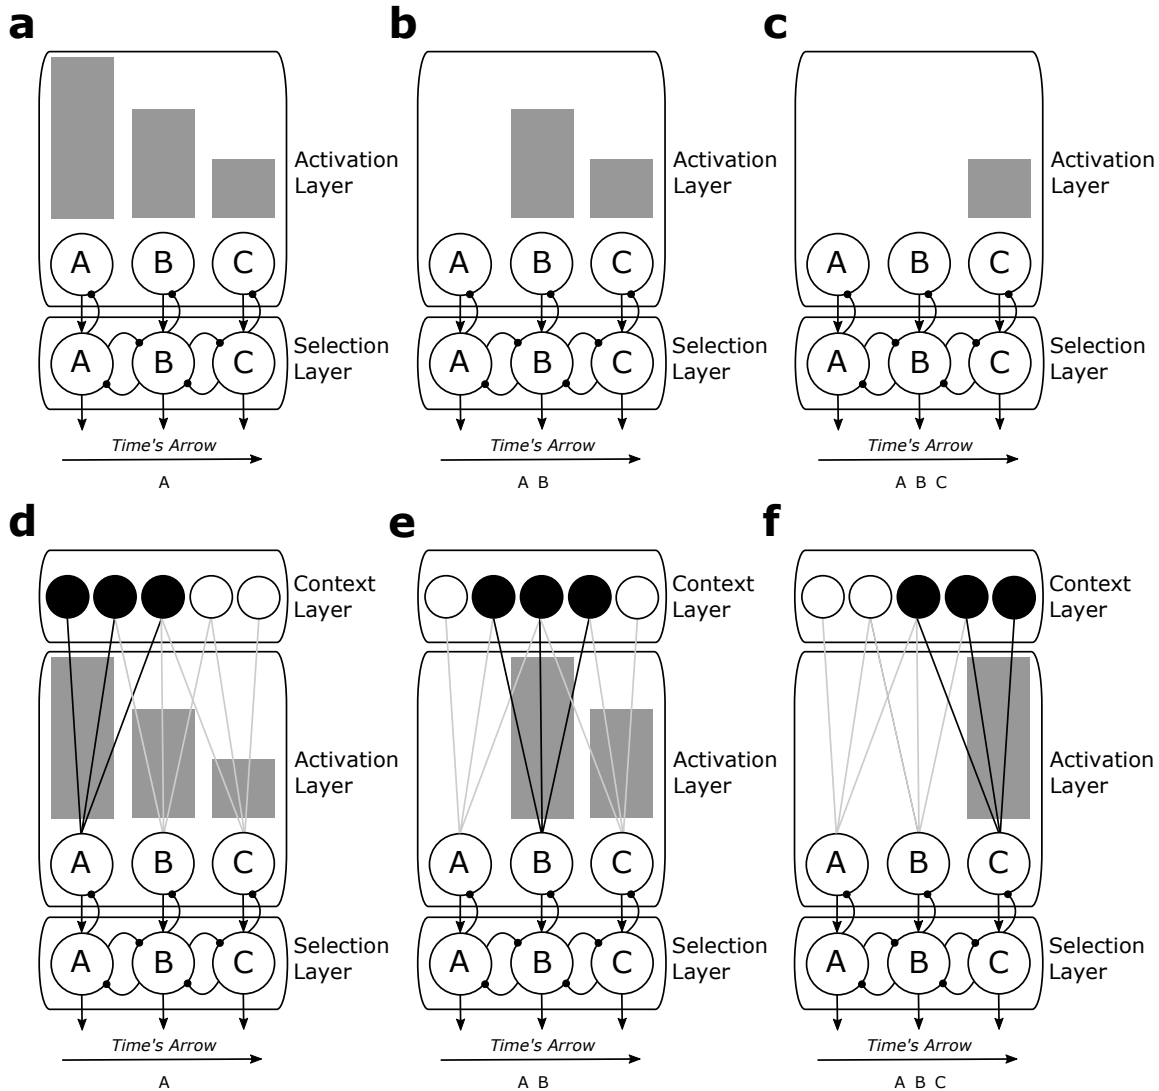 a
b
c
Activation
Layer
Activation
Layer
Activation
Layer
A B C
A B C
A B C
Selection
Layer
Selection
Layer
Selection
Layer
A B C
A B C
A B C
Time's Arrow
Time's Arrow
Time's Arrow
A
A B
A B C
d
e
f
Context
Layer
Context
Layer
Context
Layer
Activation
Layer
Activation
Layer
Activation
Layer
A B C
A B C
A B C
Selection
Layer
Selection
Layer
Selection
Layer
A B C
A B C
A B C
Time's Arrow
Time's Arrow
Time's Arrow
A
A B
A B C